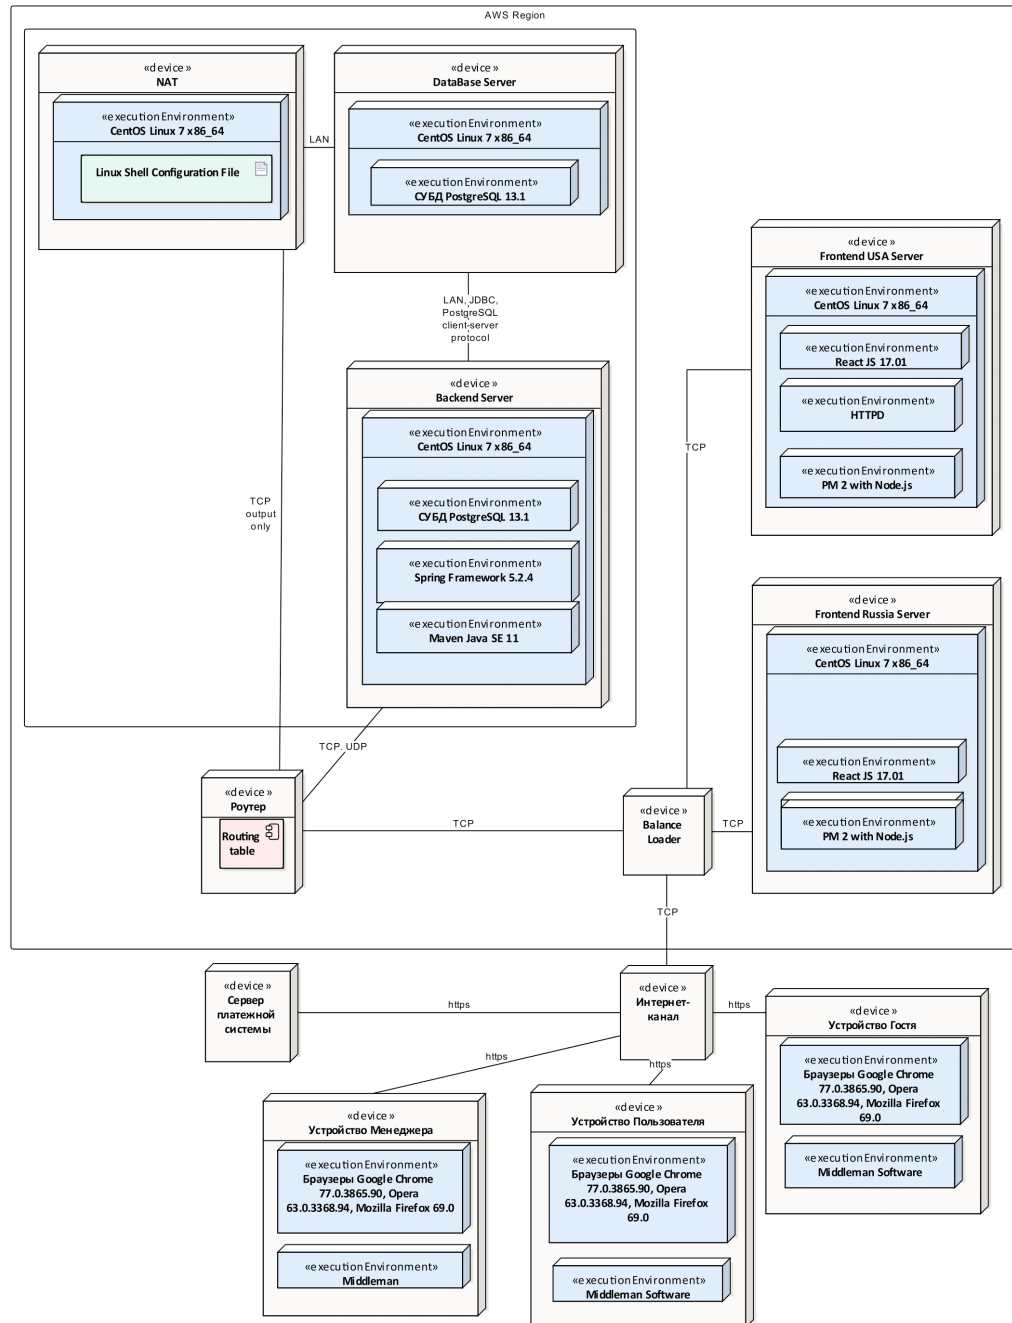 AWS Region
«device»
NAT
«executionEnvironment»
CentOS Linux 7 x86_64
Linux Shell Configuration File
LAN
«device»
DataBase Server
«executionEnvironment»
CentOS Linux 7 x86_64
«executionEnvironment»
СУБД PostgreSQL 13.1
LAN, JDBC,
PostgreSQL
client-server
protocol
«device»
Backend Server
«executionEnvironment»
CentOS Linux 7 x86_64
«executionEnvironment»
СУБД PostgreSQL 13.1
«executionEnvironment»
Spring Framework 5.2.4
«executionEnvironment»
Maven Java SE 11
TCP
output
only
TCP. UDP
«device»
Frontend USA Server
«executionEnvironment»
CentOS Linux 7 x86_64
«executionEnvironment»
React JS 17.01
«executionEnvironment»
HTTPD
«executionEnvironment»
PM 2 with Node.js
TCP
«device»
Frontend Russia Server
«executionEnvironment»
CentOS Linux 7 x86_64
«executionEnvironment»
React JS 17.01
«executionEnvironment»
PM 2 with Node.js
«device»
Роутер
Routing
table
TCP
«device»
Balance
Loader
TCP
TCP
«device»
Сервер
платежной
системы
https
«device»
Интернет-
канал
https
https
https
«device»
Устройство Гостя
«executionEnvironment»
Браузеры Google Chrome
77.0.3865.90, Opera
63.0.3368.94, Mozilla Firefox
69.0
«executionEnvironment»
Middleman Software
«device»
Устройство Менеджера
«executionEnvironment»
Браузеры Google Chrome
77.0.3865.90, Opera
63.0.3368.94, Mozilla Firefox 69.0
«executionEnvironment»
Middleman
«device»
Устройство Пользователя
«executionEnvironment»
Браузеры Google Chrome
77.0.3865.90, Opera
63.0.3368.94, Mozilla Firefox
69.0
«executionEnvironment»
Middleman Software